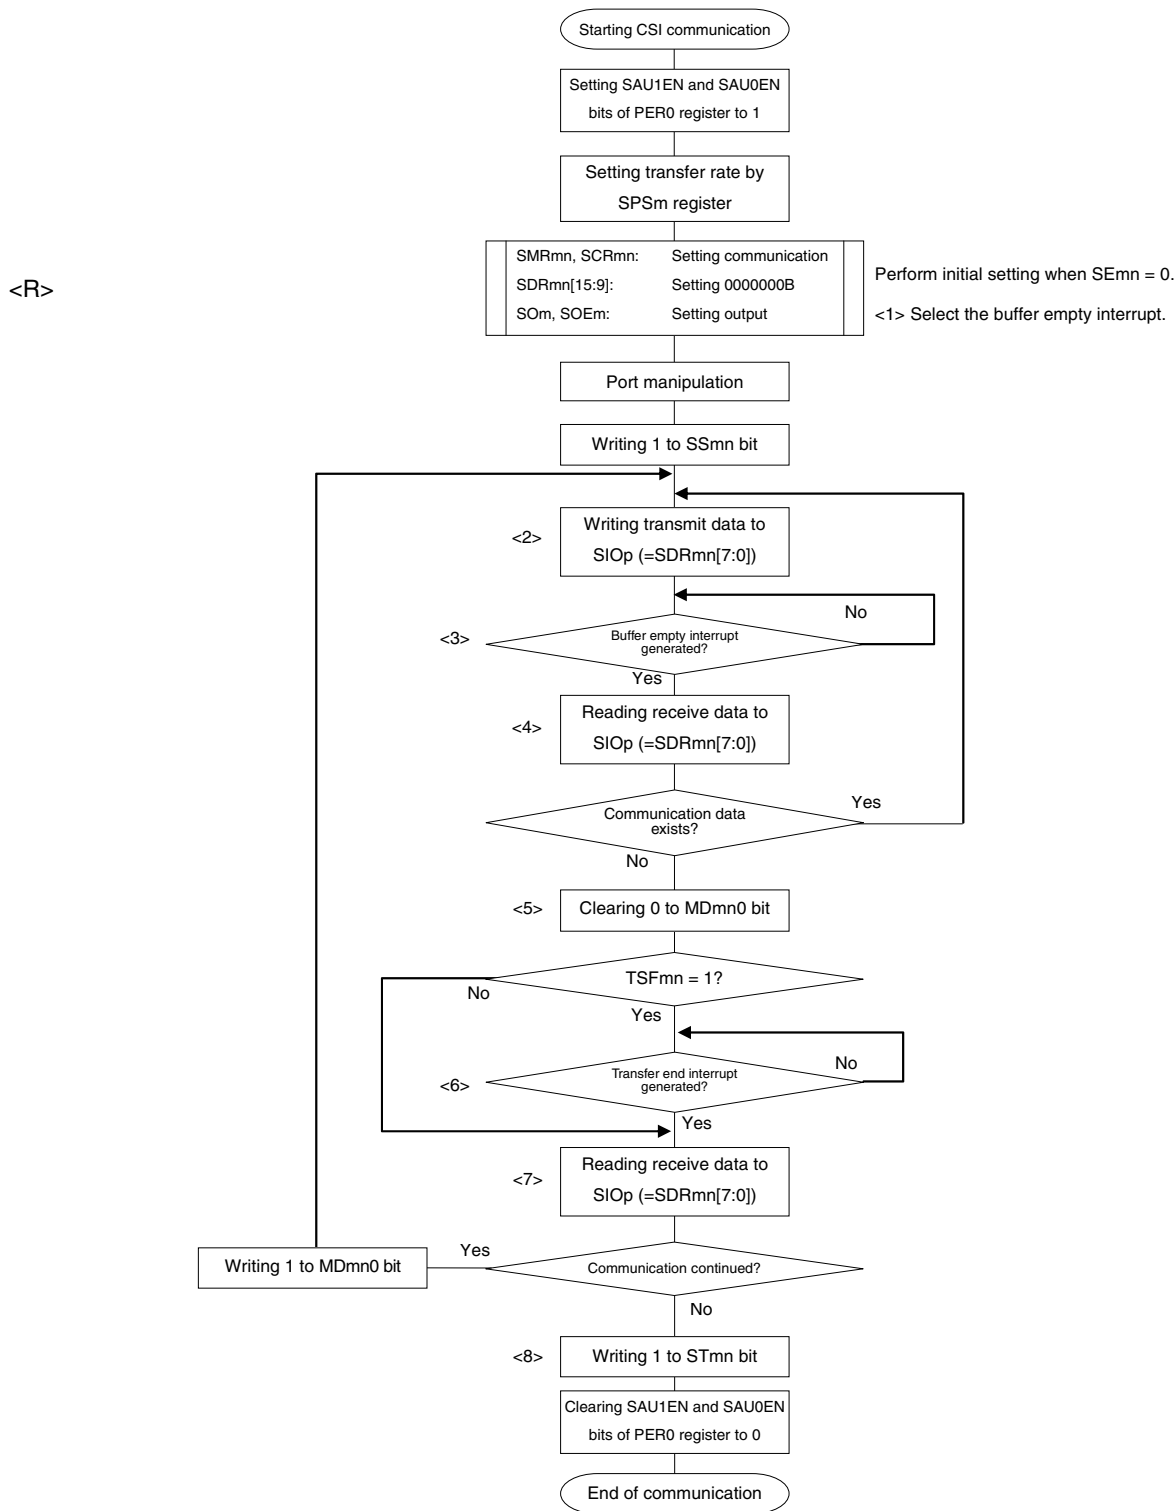 Starting CSI communication
Setting SAU1EN and SAU0EN
bits of PER0 register to 1
Setting transfer rate by
SPSm register
<R>
SMRmn, SCRmn: Setting communication
SDRmn[15:9]: Setting 0000000B
SOm, SOEm: Setting output
Perform initial setting when SEmn = 0.
<1> Select the buffer empty interrupt.
Port manipulation
Writing 1 to SSmn bit
<2>
Writing transmit data to
SIOp (=SDRmn[7:0])
No
<3>
Buffer empty interrupt
generated?
Yes
<4>
Reading receive data to
SIOp (=SDRmn[7:0])
Yes
Communication data
exists?
No
<5>
Clearing 0 to MDmn0 bit
TSFmn = 1?
No
Yes
No
<6>
Transfer end interrupt
generated?
Yes
<7>
Reading receive data to
SIOp (=SDRmn[7:0])
Writing 1 to MDmn0 bit
Yes
Communication continued?
No
<8>
Writing 1 to STmn bit
Clearing SAU1EN and SAU0EN
bits of PER0 register to 0
End of communication